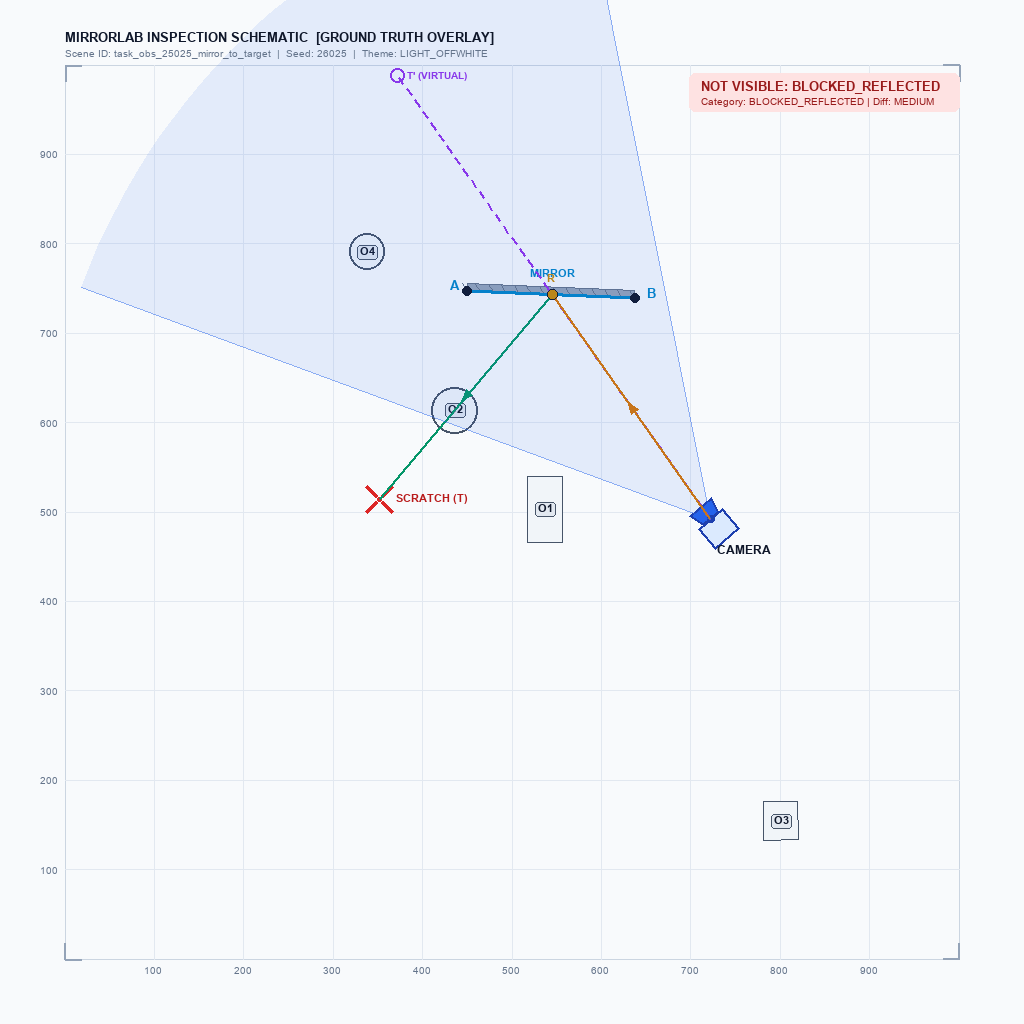 MIRRORLAB INSPECTION SCHEMATIC [GROUND TRUTH OVERLAY]
Scene ID: task_obs_25025_mirror_to_target | Seed: 26025 | Theme: LIGHT_OFFWHITE
T' (VIRTUAL)
NOT VISIBLE: BLOCKED_REFLECTED
Category: BLOCKED_REFLECTED | Diff: MEDIUM
900
800
O4
MIRROR
R
A
B
700
600
O2
SCRATCH (T)
500
O1
CAMERA
400
300
200
O3
100
100 200 300 400 500 600 700 800 900